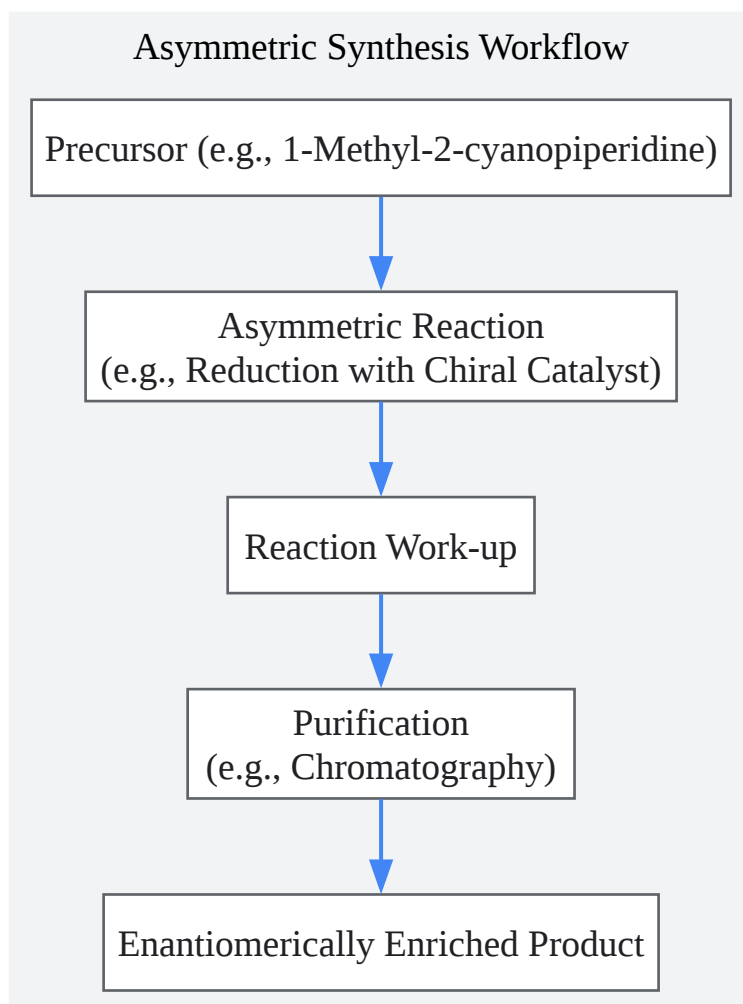 Asymmetric Synthesis Workflow
Precursor (e.g., 1-Methyl-2-cyanopiperidine)
Asymmetric Reaction
(e.g., Reduction with Chiral Catalyst)
Reaction Work-up
Purification
(e.g., Chromatography)
Enantiomerically Enriched Product